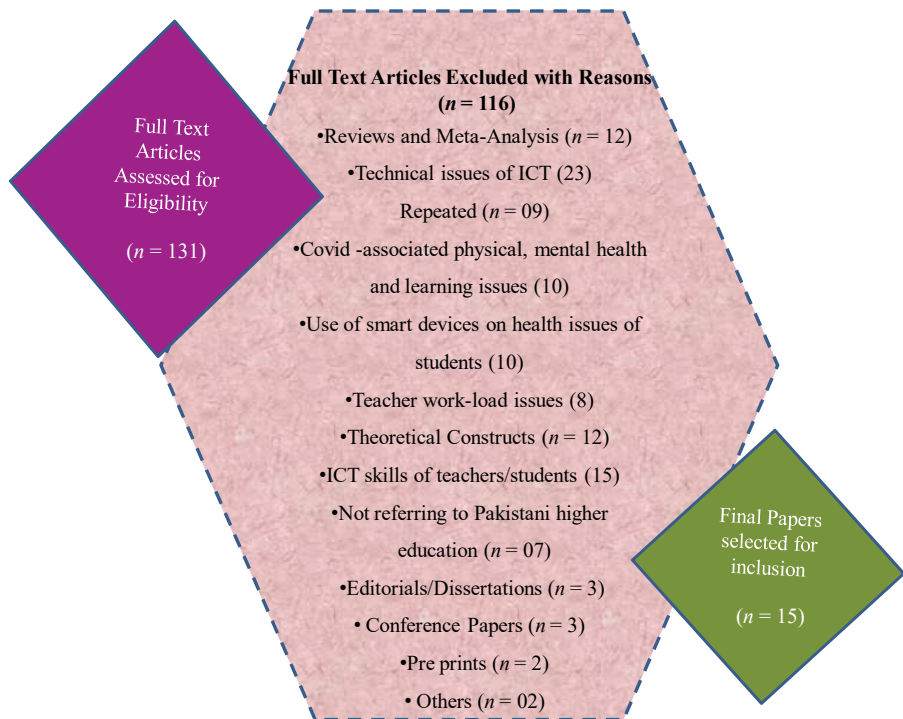 Full Text
Articles
Assessed for
Eligibility
(n = 131)
Full Text Articles Excluded with Reasons
(n = 116)
•Reviews and Meta-Analysis (n = 12)
•Technical issues of ICT (23)
Repeated (n = 09)
•Covid -associated physical, mental health
and learning issues (10)
•Use of smart devices on health issues of
students (10)
•Teacher work-load issues (8)
•Theoretical Constructs (n = 12)
•ICT skills of teachers/students (15)
•Not referring to Pakistani higher
education (n = 07)
•Editorials/Dissertations (n = 3)
• Conference Papers (n = 3)
•Pre prints (n = 2)
• Others (n = 02)
Final Papers
selected for
inclusion
(n = 15)